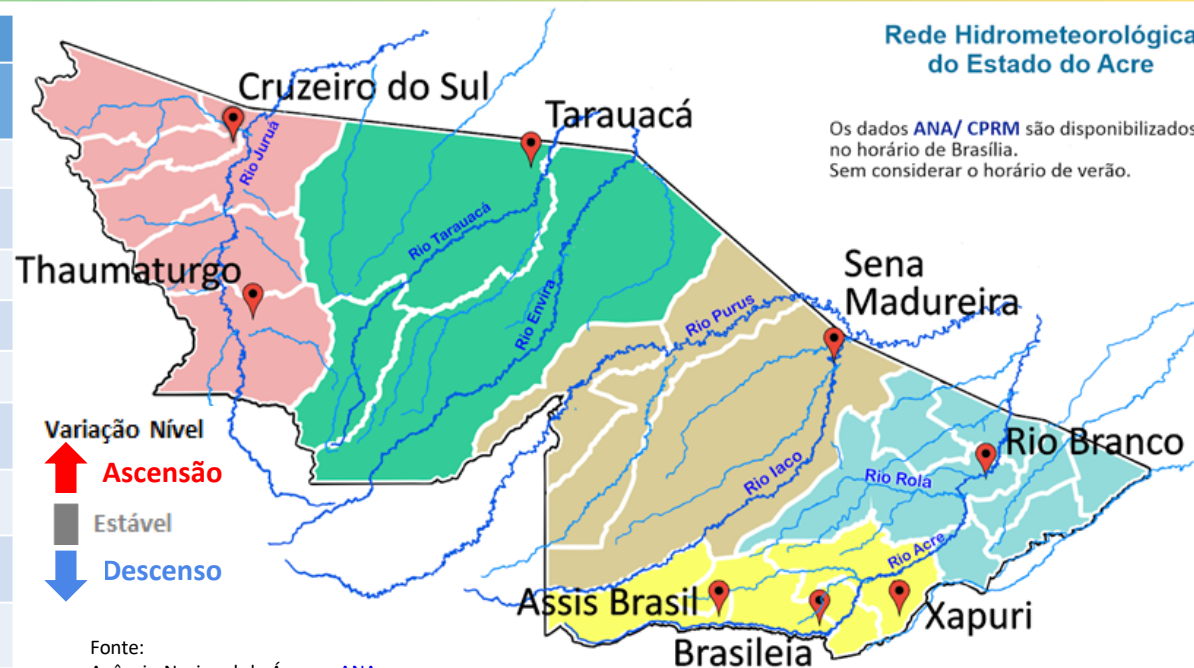 Rede Hidrometeorológica
do Estado do Acre
Os dados ANA/ CPRM são disponibilizados
no horário de Brasília.
Sem considerar o horário de verão.
Cruzeiro do Sul
Tarauacá
Rio Juruá
Rio Tarauacá
Thaumaturgo
Rio Envira
Sena
Madureira
Rio Purus
Variação Nível
Ascensão
Estável
Descenso
Rio Branco
Rio Iaco
Rio Rola
Rio Acre
Assis Brasil
Xapuri
Brasileia
Fonte: